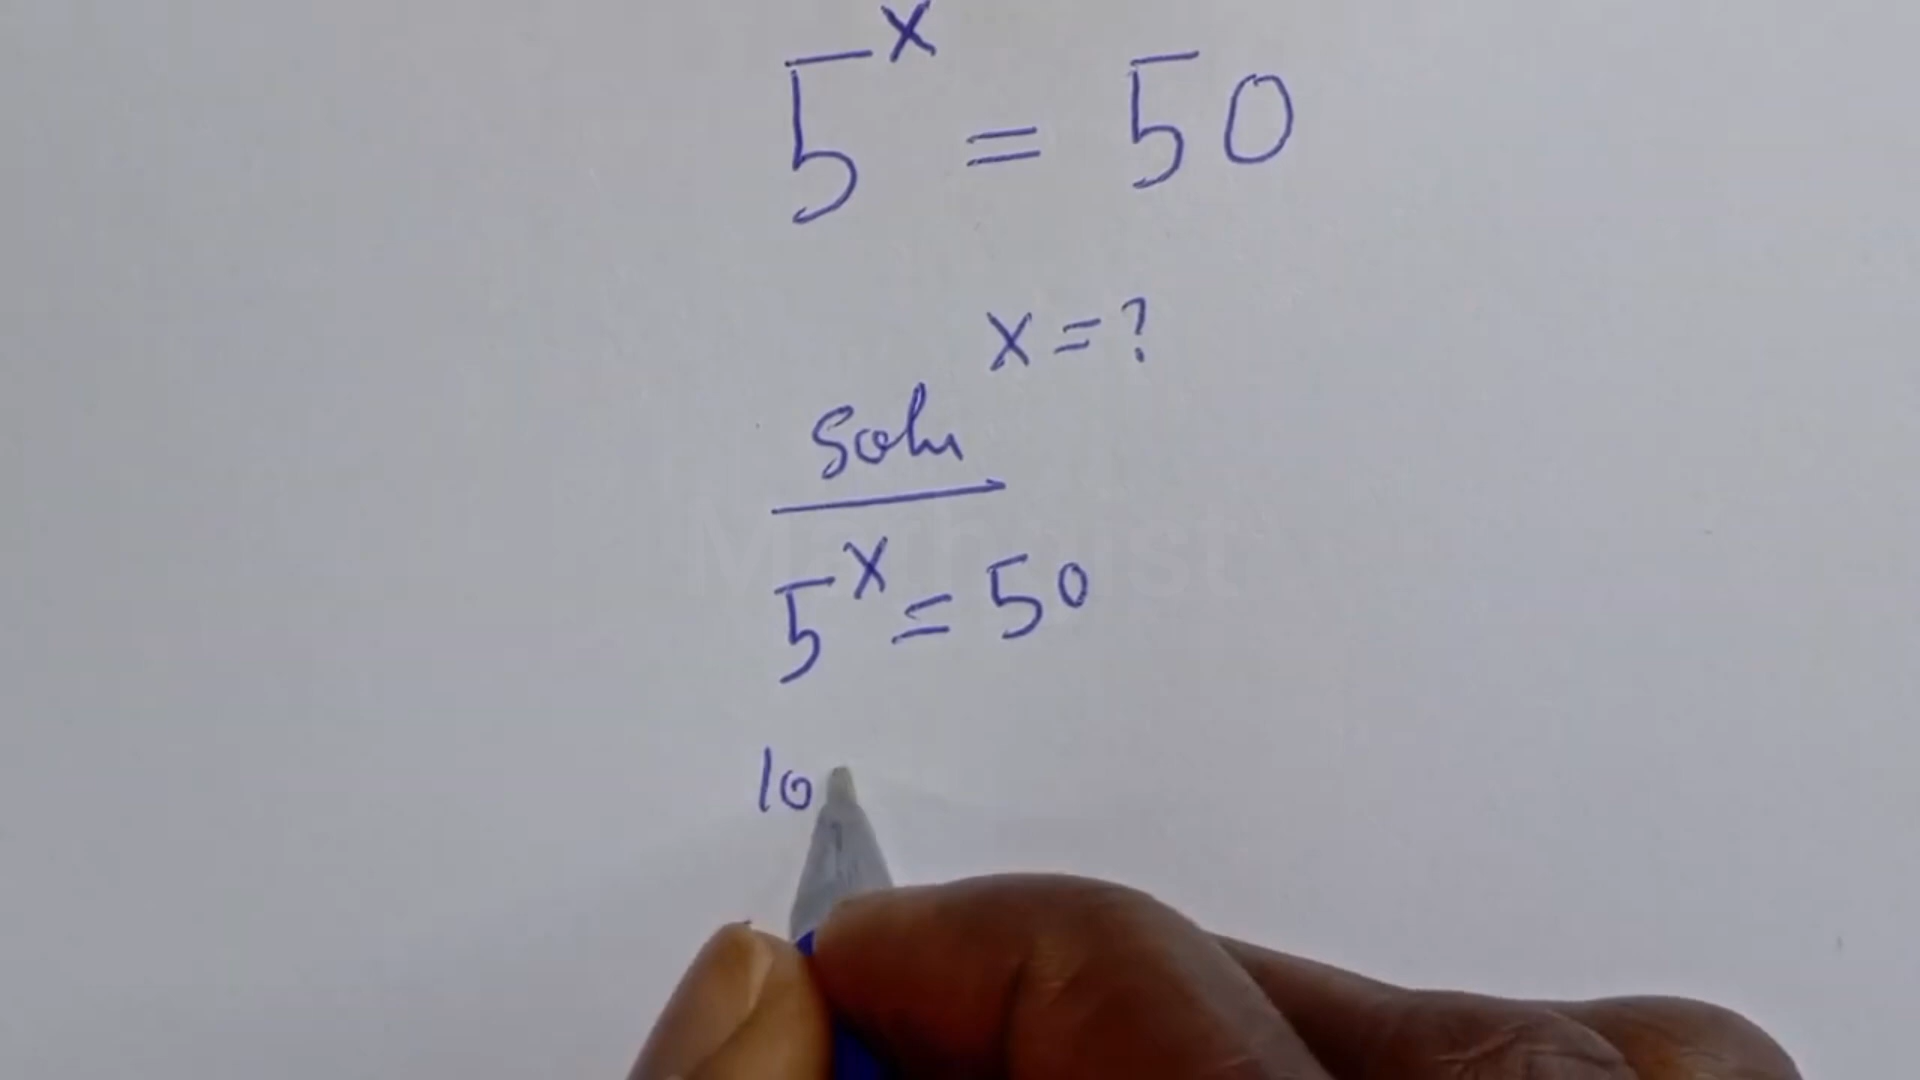 5^x = 50
x = ?
Soln
5^x = 50
lo